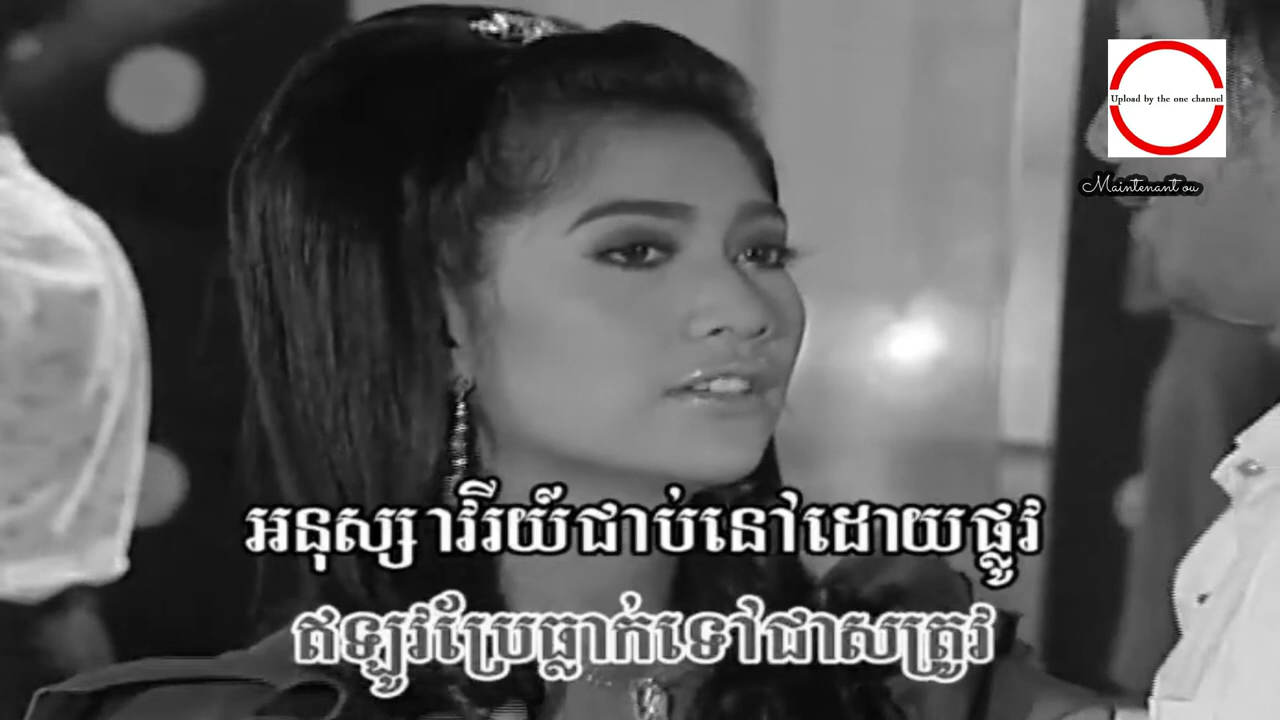 Upload by the one channel
Maintenant ou
អនុស្សាវរីយ៍ជាប់នៅដោយផ្លូវ
ឥឡូវប្រែធ្លាក់ទៅជាសត្រូវ